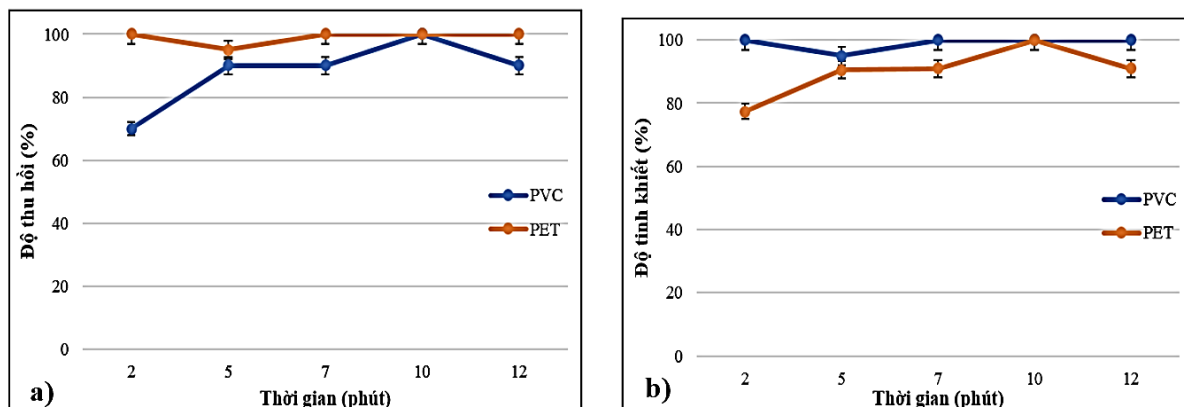 100
80
60
40
20
0
Độ thu hồi (%)
PVC
PET
2 5 7 10 12
Thời gian (phút)
a)
100
80
60
40
20
0
Độ tinh khiết (%)
PVC
PET
2 5 7 10 12
Thời gian (phút)
b)